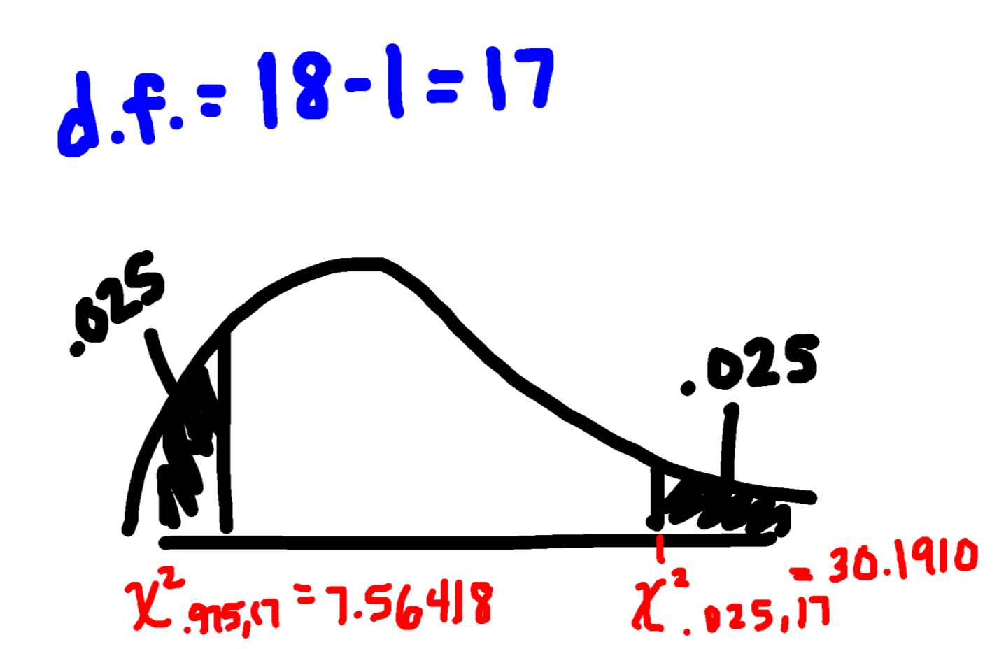 d.f. = 18 - 1 = 17
.025
.025
χ².975,17 = 7.56418
χ².025,17 = 30.1910